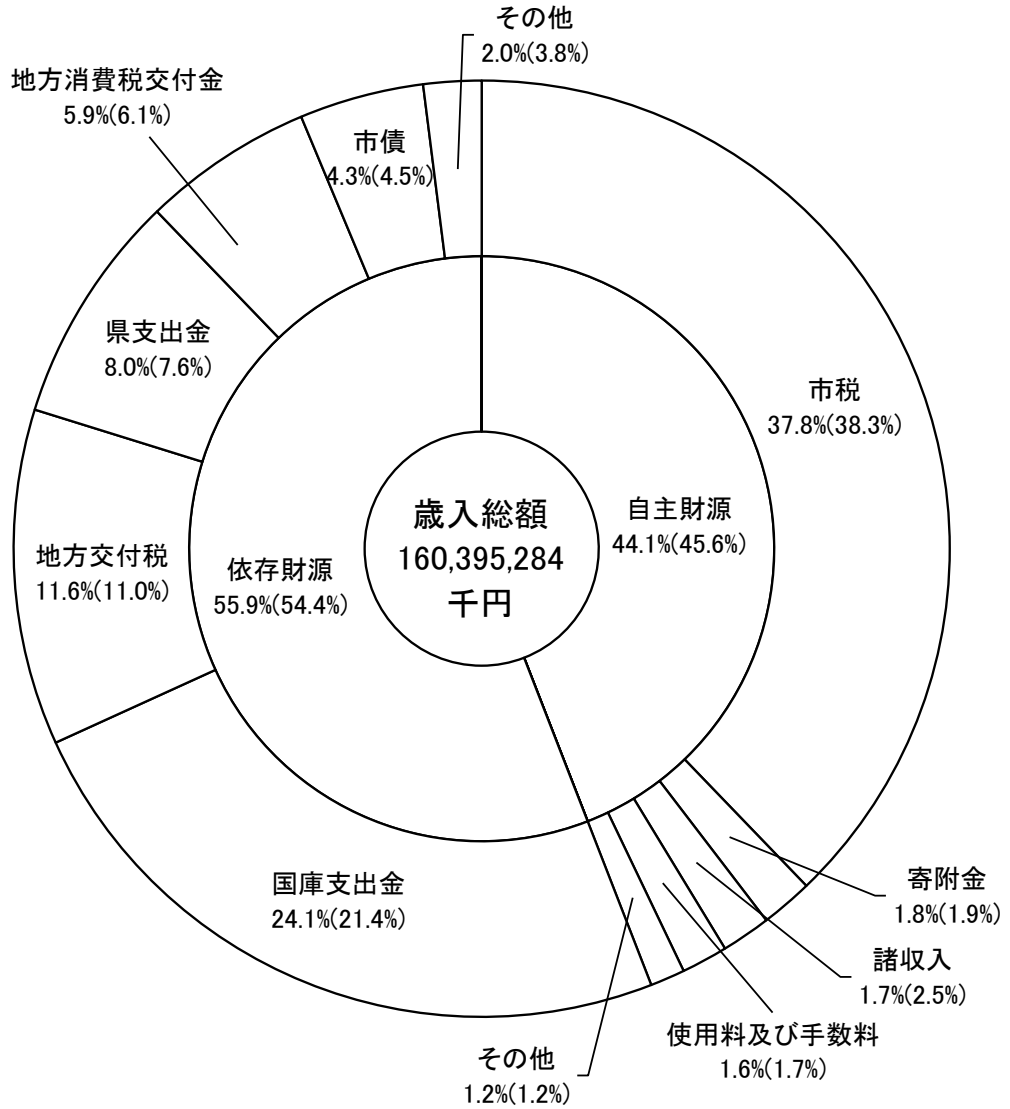 その他
2.0%(3.8%)
地方消費税交付金
5.9%(6.1%)
市債
4.3%(4.5%)
県支出金
8.0%(7.6%)
市税
37.8%(38.3%)
歳入総額
160,395,284
千円
自主財源
44.1%(45.6%)
地方交付税
11.6%(11.0%)
依存財源
55.9%(54.4%)
国庫支出金
24.1%(21.4%)
寄附金
1.8%(1.9%)
諸収入
1.7%(2.5%)
使用料及び手数料
1.6%(1.7%)
その他
1.2%(1.2%)